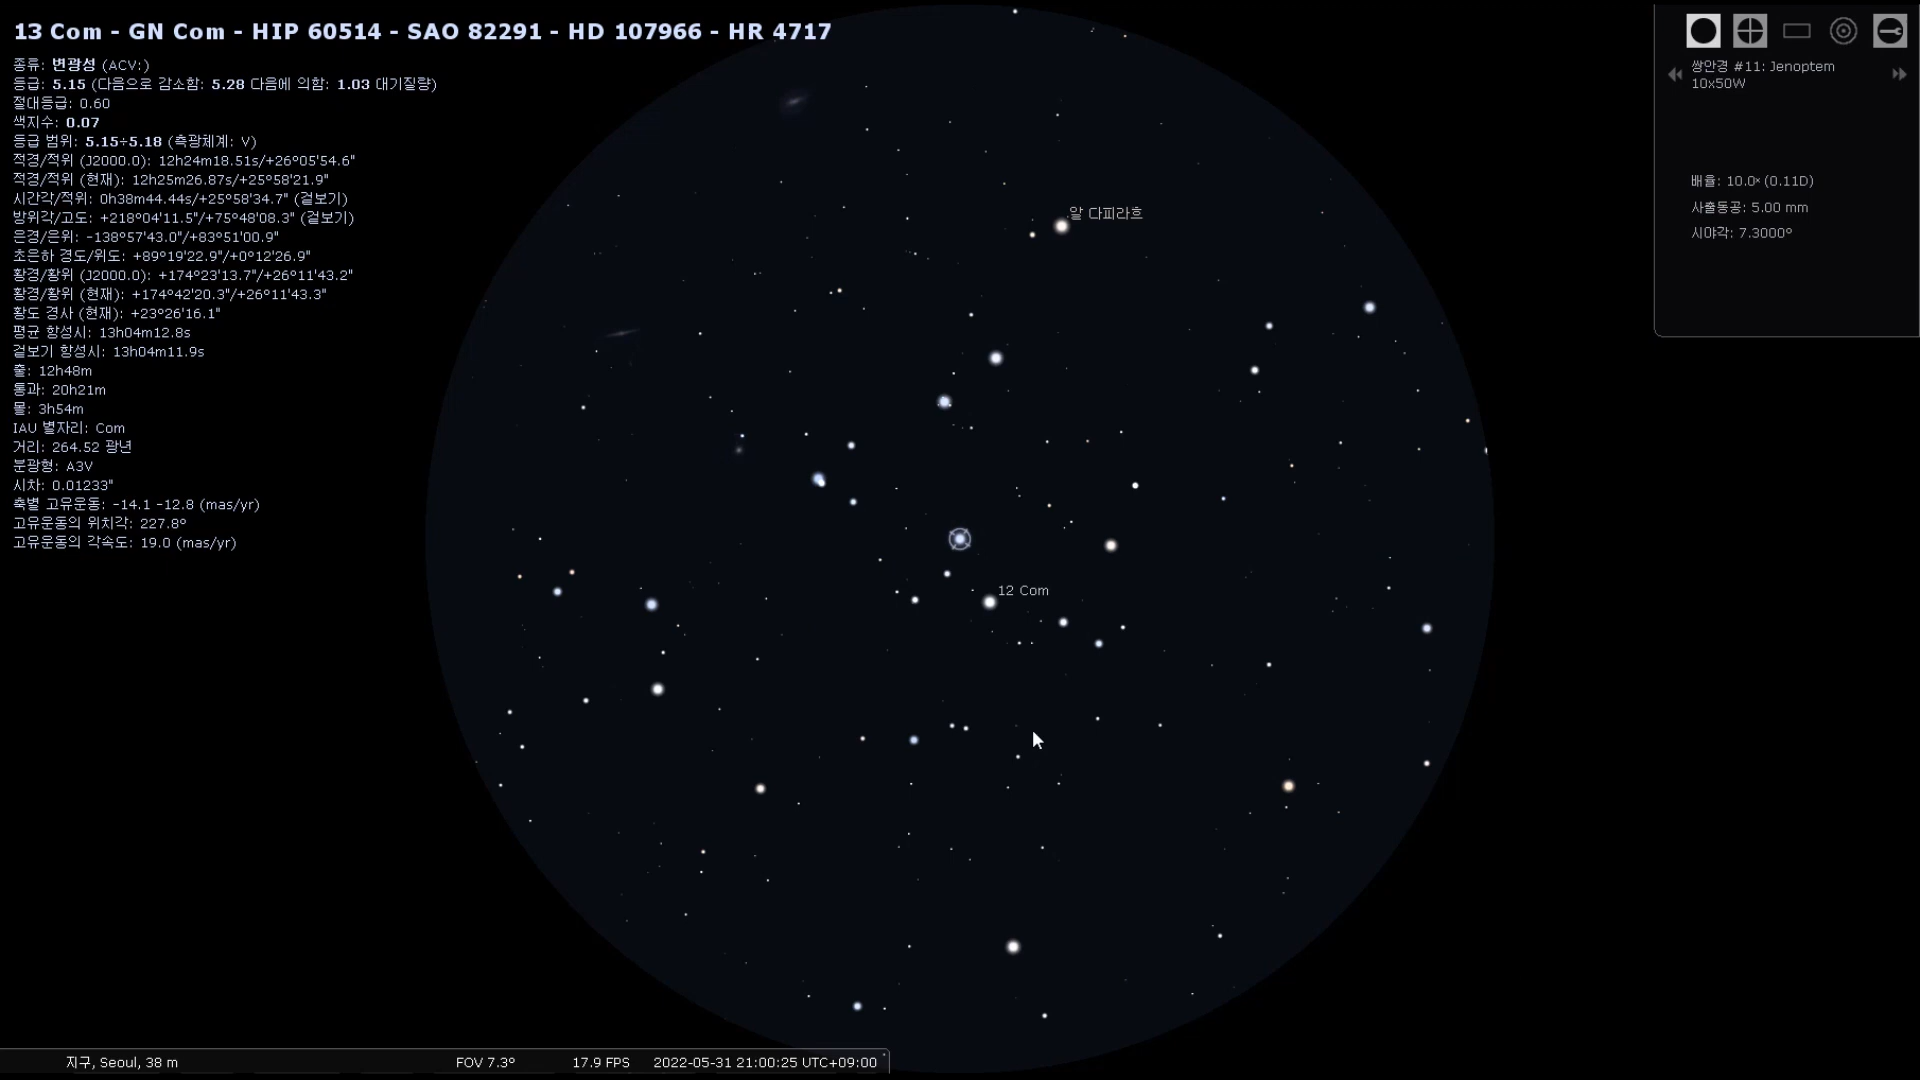 13 Com - GN Com - HIP 60514 - SAO 82291 - HD 107966 - HR 4717
종류: 변광성 (ACV:)
등급: 5.15 (다음으로 감소함: 5.28 다음에 의함: 1.03 대기질량)
절대등급: 0.60
색지수: 0.07
등급 범위: 5.15÷5.18 (측광체계: V)
적경/적위 (J2000.0): 12h24m18.51s/+26°05'54.6"
적경/적위 (현재): 12h25m26.87s/+25°58'21.9"
시간각/적위: 0h38m44.44s/+25°58'34.7" (겉보기)
방위각/고도: +218°04'11.5"/+75°48'08.3" (겉보기)
은경/은위: -138°57'43.0"/+83°51'00.9"
초은하 경도/위도: +89°19'22.9"/+0°12'26.9"
황경/황위 (J2000.0): +174°23'13.7"/+26°11'43.2"
황경/황위 (현재): +174°42'20.3"/+26°11'43.3"
황도 경사 (현재): +23°26'16.1"
평균 항성시: 13h04m12.8s
겉보기 항성시: 13h04m11.9s
출: 12h48m
통과: 20h21m
몰: 3h54m
IAU 별자리: Com
거리: 264.52 광년
분광형: A3V
시차: 0.01233"
축별 고유운동: -14.1 -12.8 (mas/yr)
고유운동의 위치각: 227.8°
고유운동의 각속도: 19.0 (mas/yr)
알 다피라흐
12 Com
쌍안경 #11: Jenoptem
10x50W
배율: 10.0× (0.11D)
사출동공: 5.00 mm
시야각: 7.3000°
지구, Seoul, 38 m
FOV 7.3°
17.9 FPS
2022-05-31 21:00:25 UTC+09:00